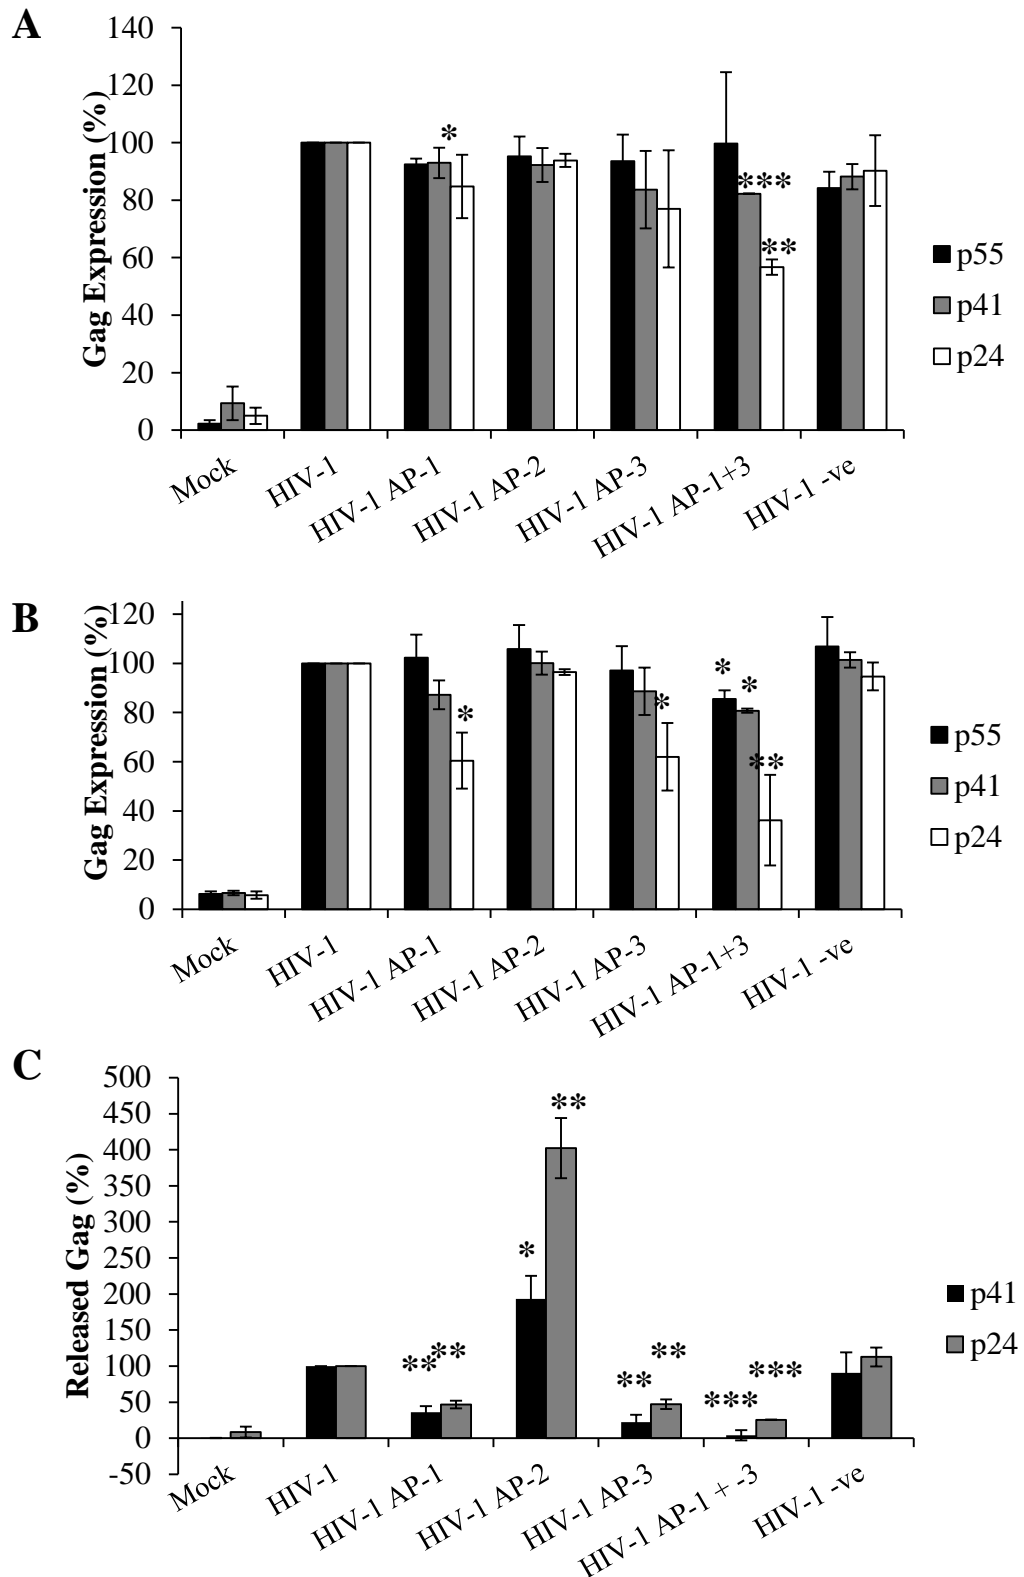 A
140
120
100
80
60
40
20
0
Gag Expression (%)
*
***
**
p55
p41
p24
Mock
HIV-1
HIV-1 AP-1
HIV-1 AP-2
HIV-1 AP-3
HIV-1 AP-1+3
HIV-1 -ve
B
120
100
80
60
40
20
0
Gag Expression (%)
*
*
*
*
**
p55
p41
p24
Mock
HIV-1
HIV-1 AP-1
HIV-1 AP-2
HIV-1 AP-3
HIV-1 AP-1+3
HIV-1 -ve
C
500
450
400
350
300
250
200
150
100
50
0
-50
Released Gag (%)
**
**
*
**
**
**
***
***
p41
p24
Mock
HIV-1
HIV-1 AP-1
HIV-1 AP-2
HIV-1 AP-3
HIV-1 AP-1 + -3
HIV-1 -ve